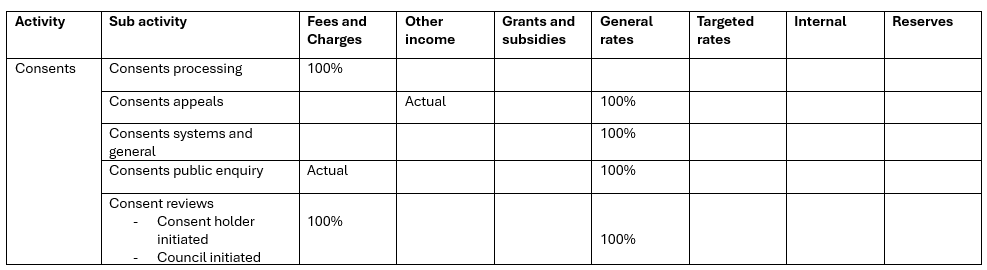 Activity Sub activity Fees and Charges Other income Grants and subsidies General rates Targeted rates Internal Reserves
Consents Consents processing 100%
Consents appeals Actual 100%
Consents systems and general 100%
Consents public enquiry Actual 100%
Consent reviews
- Consent holder 100%
initiated 100%
- Council initiated